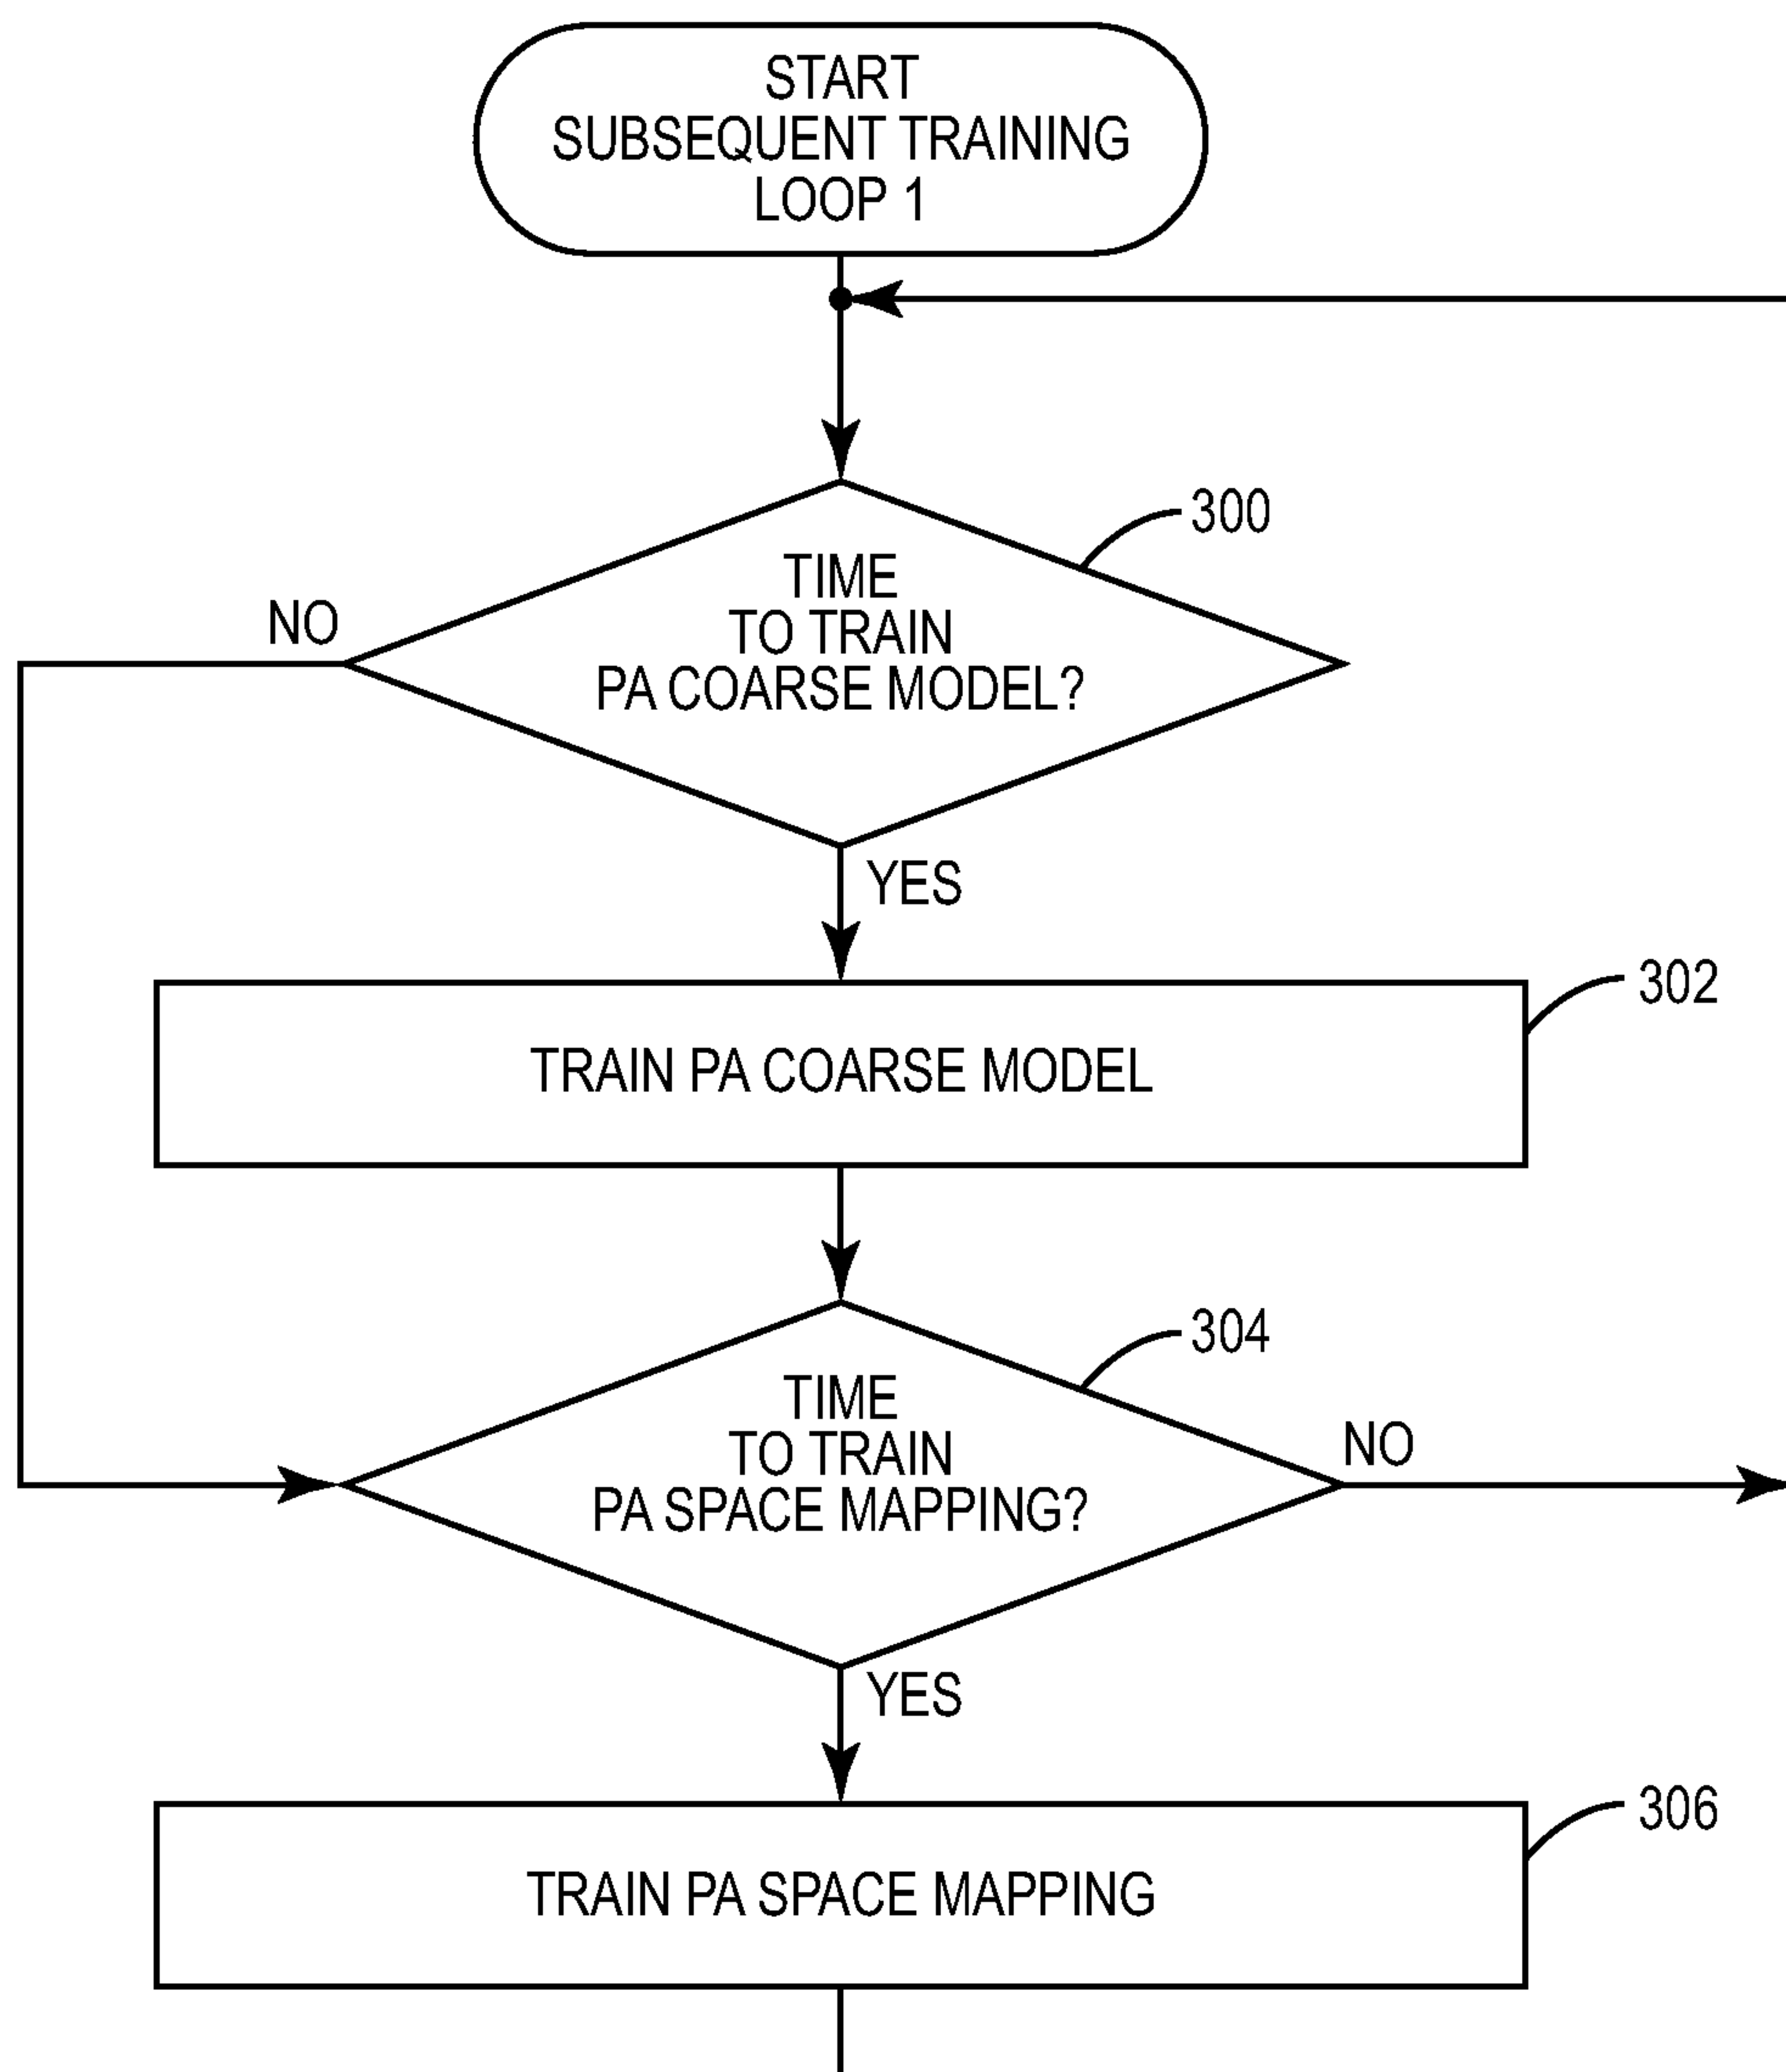 START
SUBSEQUENT TRAINING
LOOP 1
300
TIME
TO TRAIN
PA COARSE MODEL?
NO
YES
302
TRAIN PA COARSE MODEL
304
TIME
TO TRAIN
PA SPACE MAPPING?
NO
YES
306
TRAIN PA SPACE MAPPING